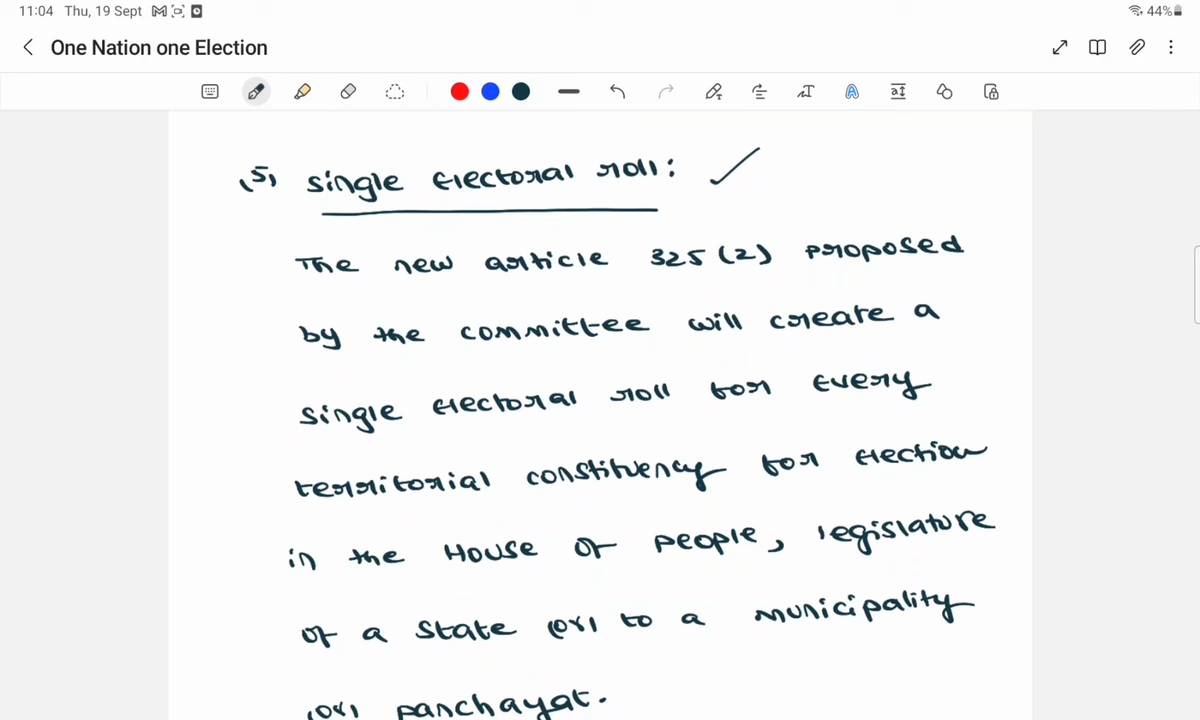 11:04 Thu, 19 Sept 44%
One Nation one Election
(5) single Electoral roll:
The new article 325(2) proposed
by the committee will create a
single electoral roll for every
territorial constituency for election
in the House of people, legislature
of a State (or) to a municipality
(or) panchayat.